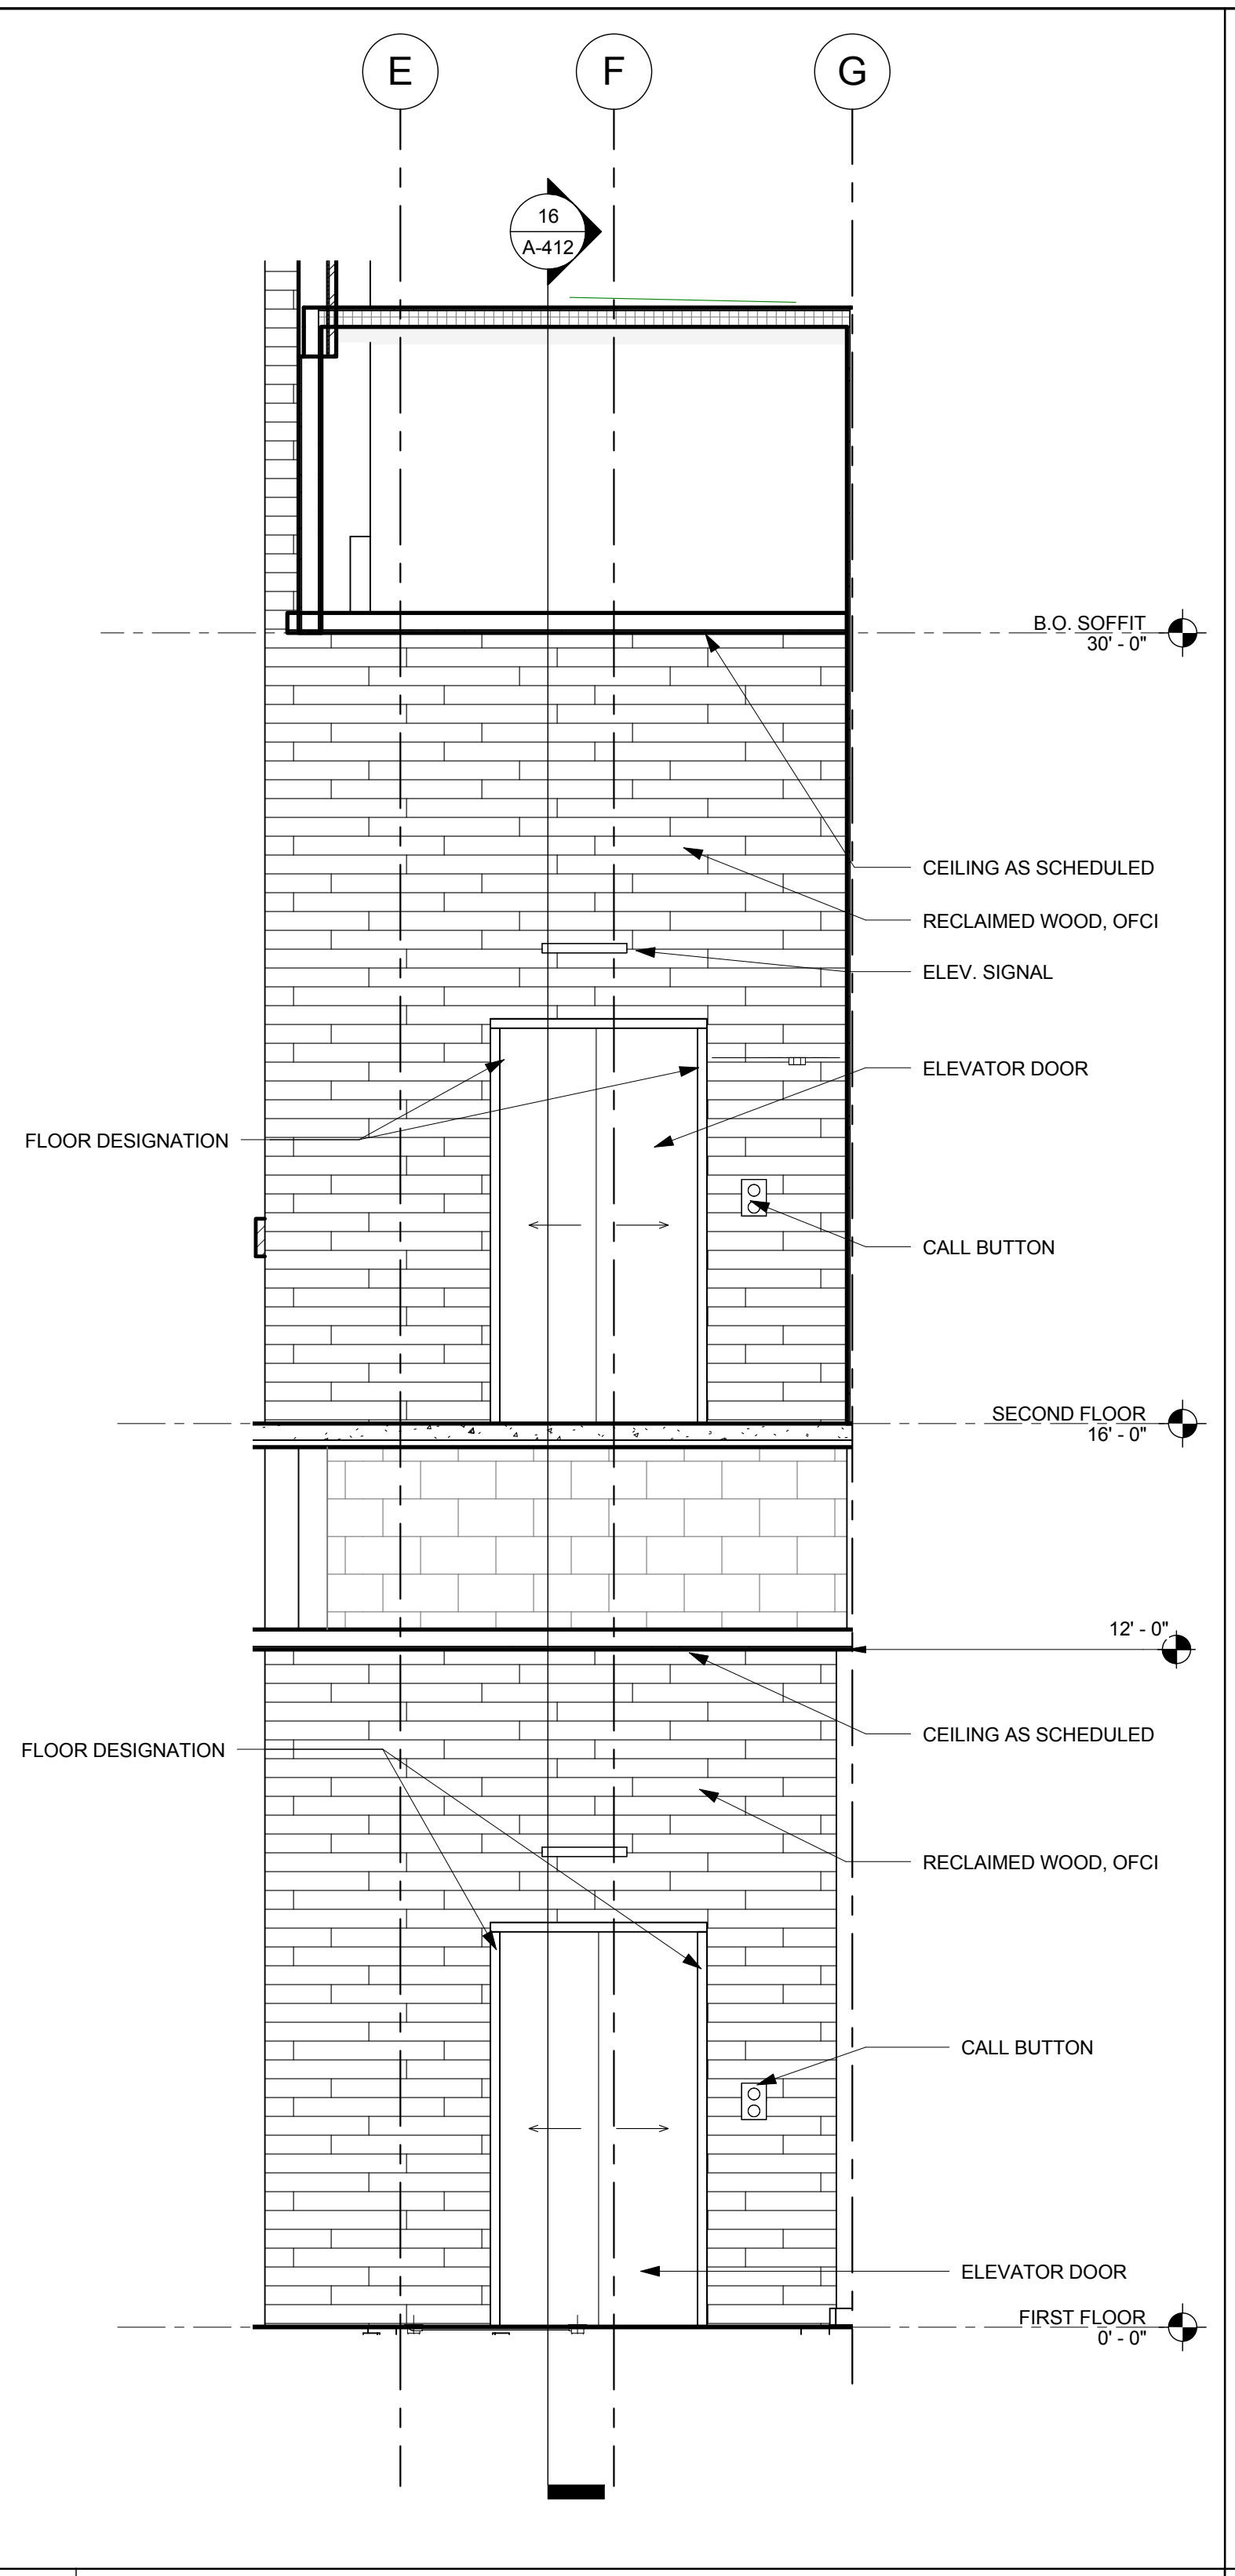 E
F
G
16
A-412
B.O. SOFFIT
30' - 0"
CEILING AS SCHEDULED
RECLAIMED WOOD, OFCI
ELEV. SIGNAL
ELEVATOR DOOR
FLOOR DESIGNATION
CALL BUTTON
SECOND FLOOR
16' - 0"
12' - 0"
CEILING AS SCHEDULED
FLOOR DESIGNATION
RECLAIMED WOOD, OFCI
CALL BUTTON
ELEVATOR DOOR
FIRST FLOOR
0' - 0"